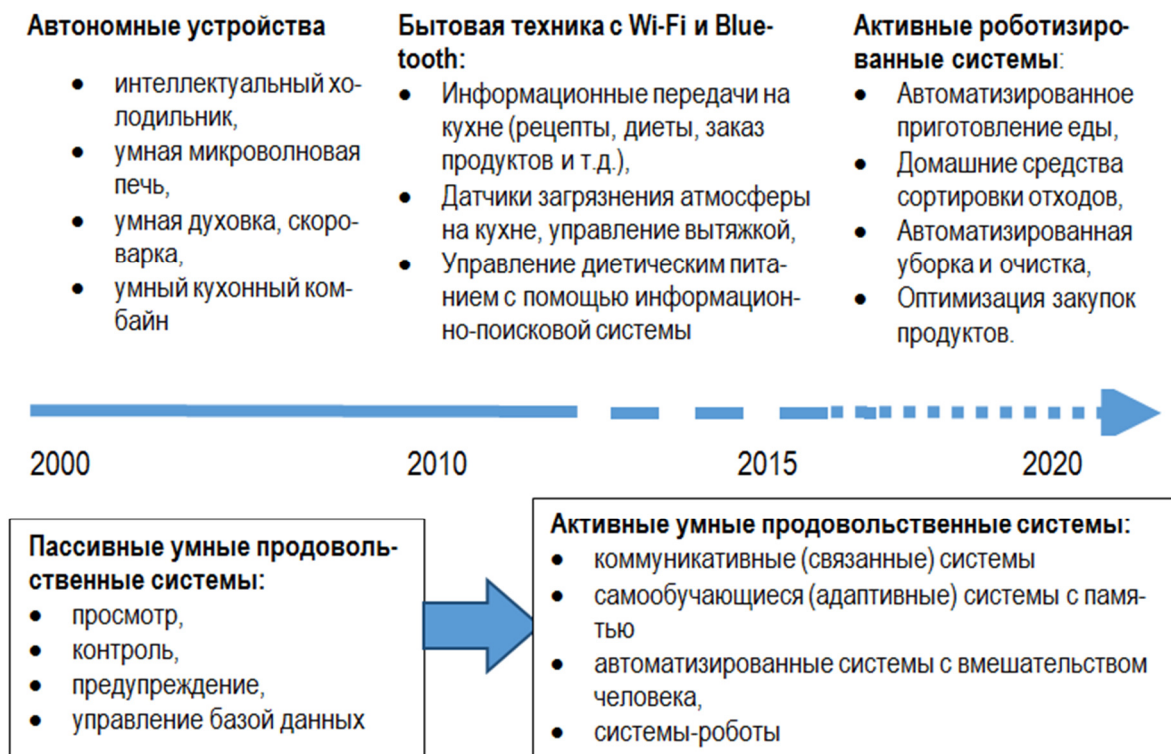 Автономные устройства
• интеллектуальный хо-
лодильник,
• умная микроволновая
печь,
• умная духовка, скоро-
варка,
• умный кухонный ком-
байн
Бытовая техника с Wi-Fi и Blue-
tooth:
• Информационные передачи на
кухне (рецепты, диеты, заказ
продуктов и т.д.),
• Датчики загрязнения атмосферы
на кухне, управление вытяжкой,
• Управление диетическим пита-
нием с помощью информацион-
но-поисковой системы
Активные роботизиро-
ванные системы:
• Автоматизированное
приготовление еды,
• Домашние средства
сортировки отходов,
• Автоматизированная
уборка и очистка,
• Оптимизация закупок
продуктов.
2000
2010
2015
2020
Пассивные умные продоволь-
ственные системы:
• просмотр,
• контроль,
• предупреждение,
• управление базой данных
Активные умные продовольственные системы:
• коммуникативные (связанные) системы
• самообучающиеся (адаптивные) системы с памя-
тью
• автоматизированные системы с вмешательством
человека,
• системы-роботы